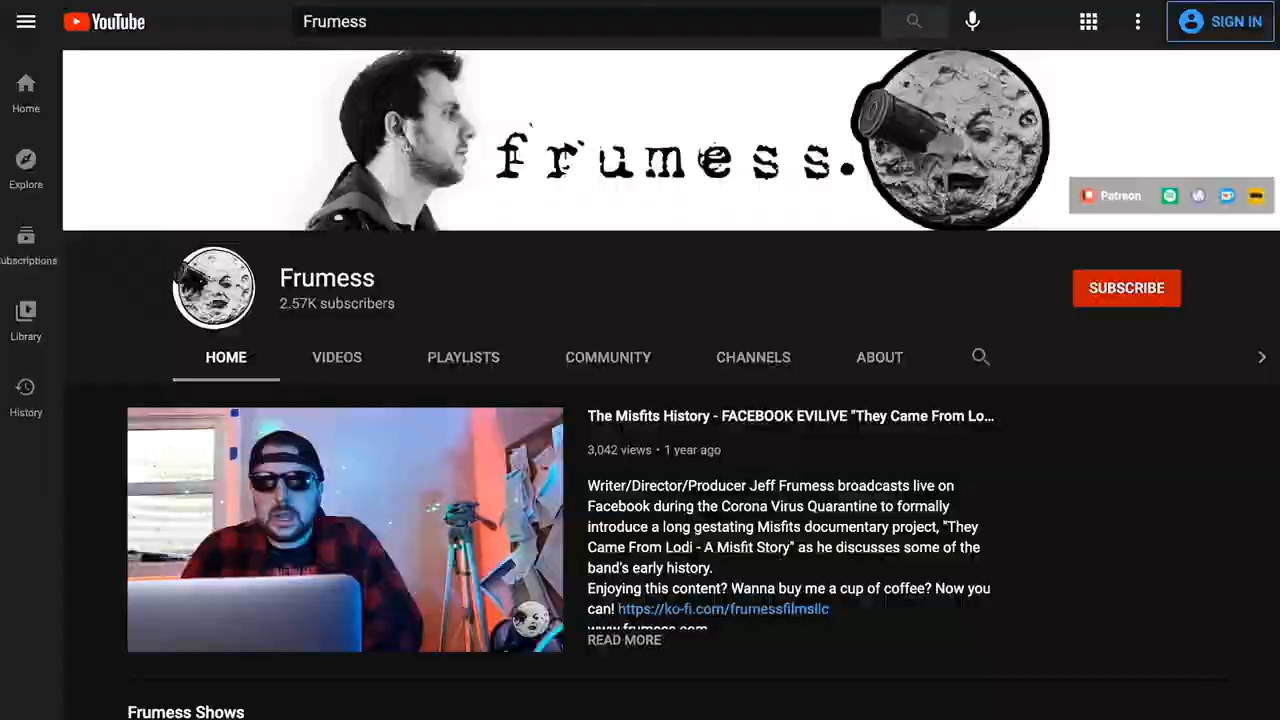 YouTube
Frumess
SIGN IN
Home
Explore
ubscriptions
Library
History
frumess.
Patreon
Frumess
2.57K subscribers
SUBSCRIBE
HOME VIDEOS PLAYLISTS COMMUNITY CHANNELS ABOUT
The Misfits History - FACEBOOK EVILIVE "They Came From Lo...
3,042 views • 1 year ago
Writer/Director/Producer Jeff Frumess broadcasts live on
Facebook during the Corona Virus Quarantine to formally
introduce a long gestating Misfits documentary project, "They
Came From Lodi - A Misfit Story" as he discusses some of the
band's early history.
Enjoying this content? Wanna buy me a cup of coffee? Now you
can! https://ko-fi.com/frumessfilmsllc
www.frumess.com
READ MORE
Frumess Shows